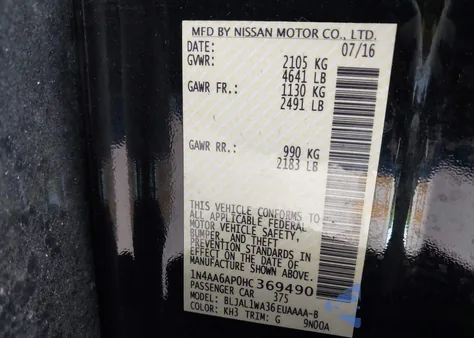 MFD BY NISSAN MOTOR CO., LTD.
DATE: 07/16
GVWR: 2105 KG
4641 LB
GAWR FR.: 1130 KG
2491 LB
GAWR RR.: 990 KG
2183 LB
THIS VEHICLE CONFORMS TO
ALL APPLICABLE FEDERAL
MOTOR VEHICLE SAFETY,
BUMPER, AND THEFT
PREVENTION STANDARDS IN
EFFECT ON THE DATE OF
MANUFACTURE SHOWN ABOVE.
1N4AA6AP0HC369490
PASSENGER CAR 375
MODEL: BLJALLWA36EUAAAA-B
COLOR: KH3 TRIM: G 9N00A